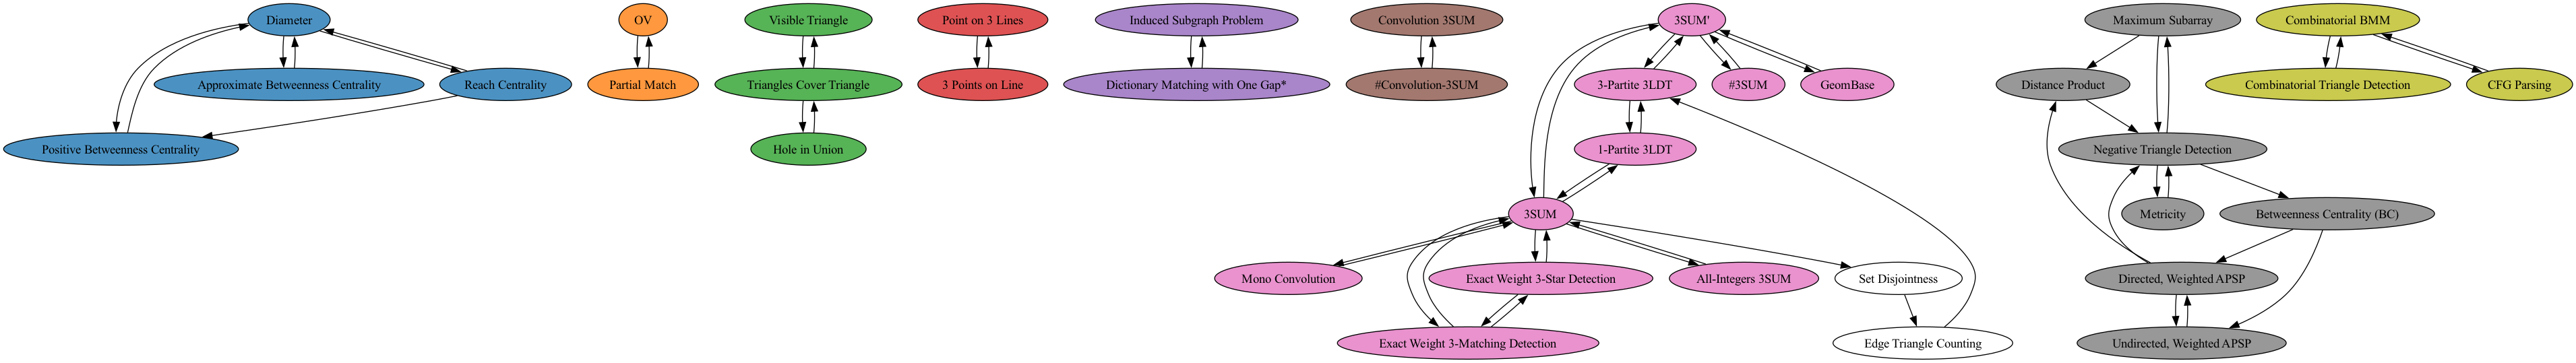 Diameter
OV
Visible Triangle
Point on 3 Lines
Induced Subgraph Problem
Convolution 3SUM
3SUM'
Maximum Subarray
Combinatorial BMM
Approximate Betweenness Centrality
Reach Centrality
Partial Match
Triangles Cover Triangle
3 Points on Line
Dictionary Matching with One Gap*
#Convolution-3SUM
3-Partite 3LDT
#3SUM
GeomBase
Distance Product
Combinatorial Triangle Detection
CFG Parsing
Positive Betweenness Centrality
Hole in Union
1-Partite 3LDT
Negative Triangle Detection
3SUM
Metricity
Betweenness Centrality (BC)
Mono Convolution
Exact Weight 3-Star Detection
All-Integers 3SUM
Set Disjointness
Directed, Weighted APSP
Exact Weight 3-Matching Detection
Edge Triangle Counting
Undirected, Weighted APSP